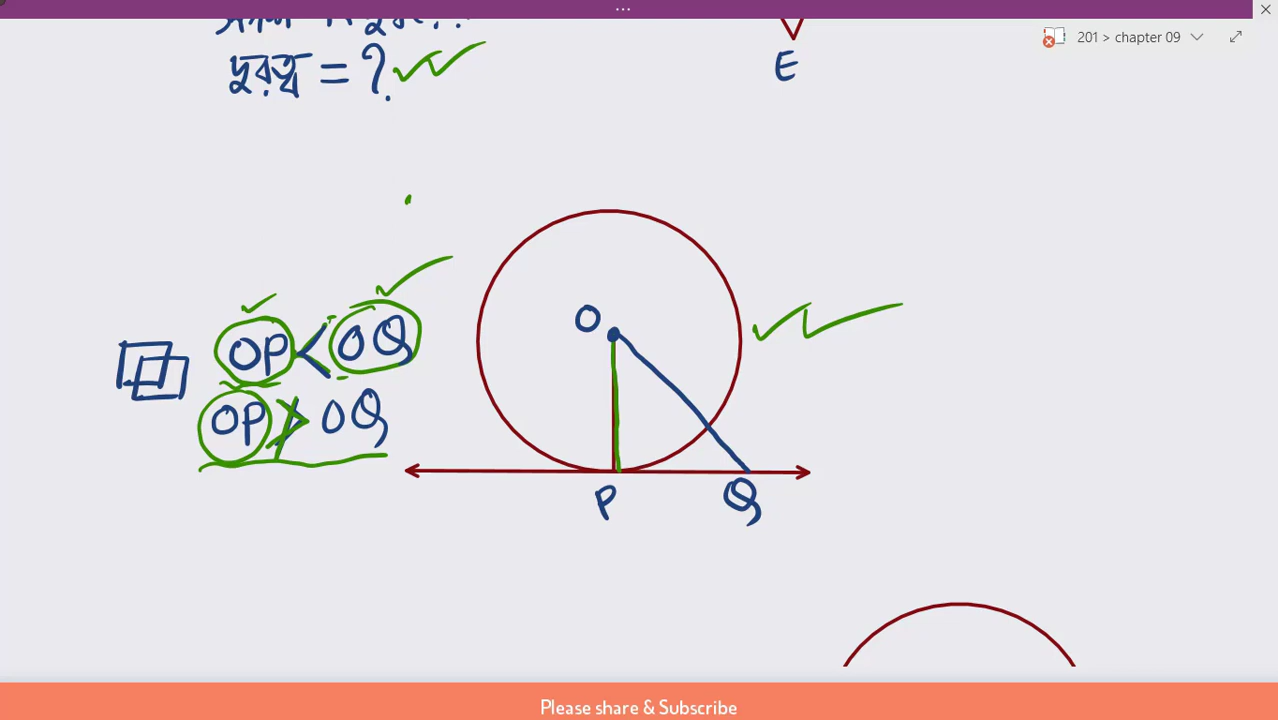 201 > chapter 09
দুরত্ব = ?
E
OP < OQ
OP > OQ
O
P
Q
Please share & Subscribe